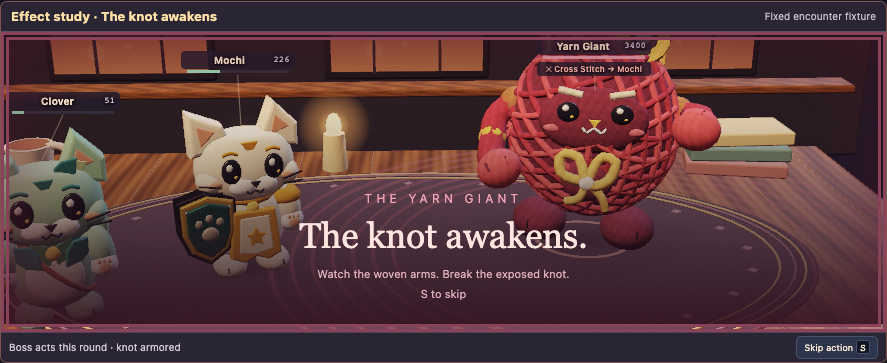 Effect study · The knot awakens
Fixed encounter fixture
Yarn Giant 3400
× Cross Stitch → Mochi
Mochi 226
Clover 51
THE YARN GIANT
The knot awakens.
Watch the woven arms. Break the exposed knot.
S to skip
Boss acts this round · knot armored
Skip action S